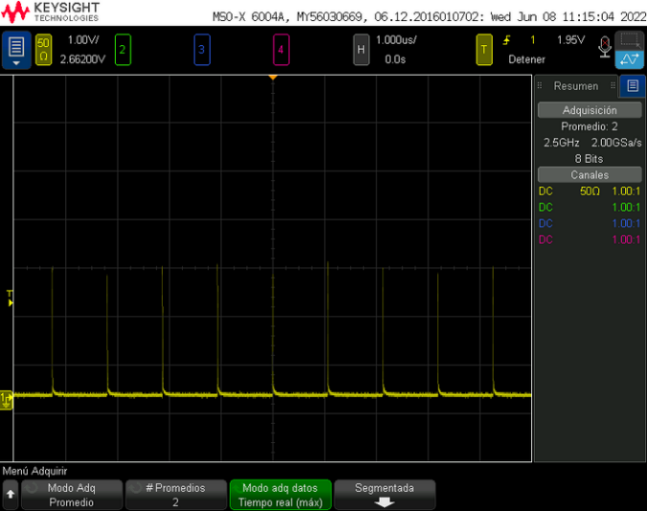 KEYSIGHT
TECHNOLOGIES
MSO-X 6004A, MY56030669, 06.12.2016010702: Wed Jun 08 11:15:04 2022
50 Ω 1.00V/ 2.66200V
2
3
4
H 1.000us/ 0.0s
T 1 1.95V
Detener
Resumen
Adquisición
Promedio: 2
2.5GHz 2.00GSa/s
8 Bits
Canales
DC 50Ω 1.00:1
DC 1.00:1
DC 1.00:1
DC 1.00:1
T
1
Menú Adquirir
Modo Adq
Promedio
# Promedios
2
Modo adq datos
Tiempo real (máx)
Segmentada